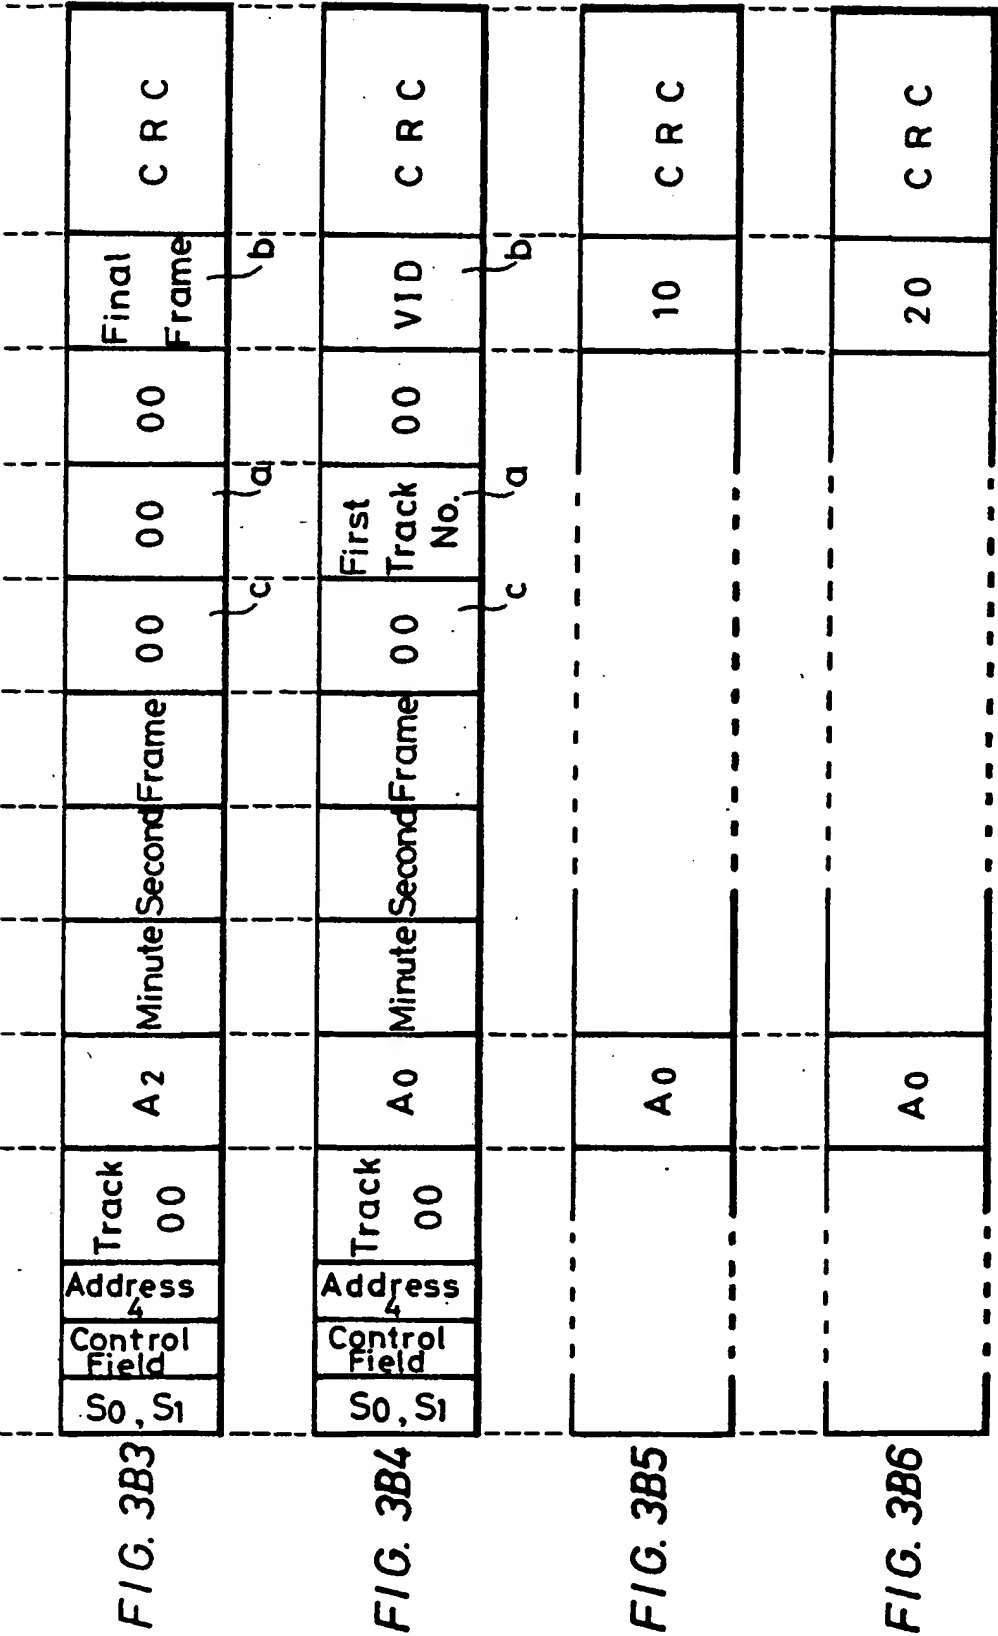 FIG. 3B3
S0, S1
Control
Field
Address
4
Track
00
A2
Minute
Second
Frame
00
c
00
a
00
Final
Frame
b
CRC
FIG. 3B4
S0, S1
Control
Field
Address
4
Track
00
A0
Minute
Second
Frame
00
c
First
Track
No.
a
00
VID
b
CRC
FIG. 3B5
A0
10
CRC
FIG. 3B6
A0
20
CRC